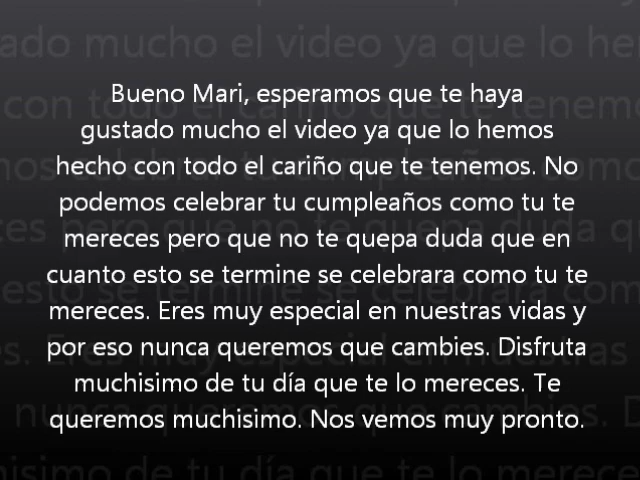 Bueno Mari, esperamos que te haya
gustado mucho el video ya que lo hemos
hecho con todo el cariño que te tenemos. No
podemos celebrar tu cumpleaños como tu te
mereces pero que no te quepa duda que en
cuanto esto se termine se celebrara como tu te
mereces. Eres muy especial en nuestras vidas y
por eso nunca queremos que cambies. Disfruta
muchisimo de tu día que te lo mereces. Te
queremos muchisimo. Nos vemos muy pronto.